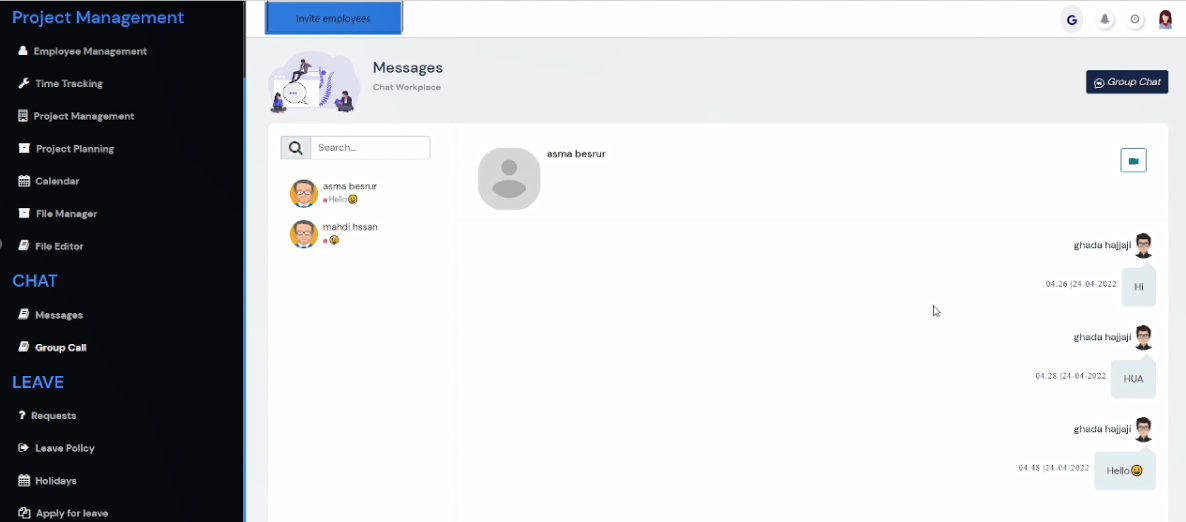 Project Management
Employee Management
Time Tracking
Project Management
Project Planning
Calendar
File Manager
File Editor
CHAT
Messages
Group Call
LEAVE
Requests
Leave Policy
Holidays
Apply for leave
Invite employees
G
Messages
Chat Workplace
Group Chat
Search...
asma besrur
Hello😀
mahdi hssan
asma besrur
ghada hajjaji
04:26 |24-04-2022
Hi
ghada hajjaji
04:28 |24-04-2022
HUA
ghada hajjaji
04:48 |24-04-2022
Hello😀